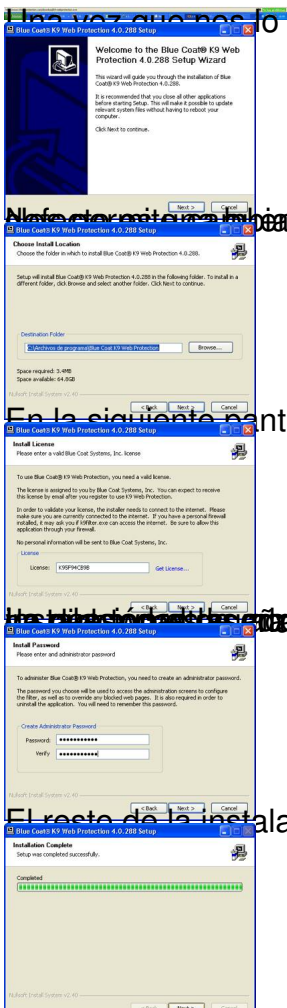 Una vez que nos lo
Blue Coat® K9 Web Protection 4.0.288 Setup
Welcome to the Blue Coat® K9 Web
Protection 4.0.288 Setup Wizard
This wizard will guide you through the installation of Blue
Coat® K9 Web Protection 4.0.288.
It is recommended that you close all other applications
before starting Setup. This will make it possible to update
relevant system files without having to reboot your
computer.
Click Next to continue.
Next > Cancel
Blue Coat® K9 Web Protection 4.0.288 Setup
Choose Install Location
Choose the folder in which to install Blue Coat® K9 Web Protection 4.0.288.
Setup will install Blue Coat® K9 Web Protection 4.0.288 in the following folder. To install in a
different folder, click Browse and select another folder. Click Next to continue.
Destination Folder
C:\Archivos de programa\Blue Coat K9 Web Protection
Browse...
Space required: 3.4MB
Space available: 64.8GB
Nullsoft Install System v2.40
< Back Next > Cancel
En la siguiente pant
Blue Coat® K9 Web Protection 4.0.288 Setup
Install License
Please enter a valid Blue Coat Systems, Inc. license
To use Blue Coat® K9 Web Protection, you need a valid license.
The license is assigned to you by Blue Coat Systems, Inc. You can expect to receive
this license by email after you register to use K9 Web Protection.
In order to validate your license, the installer needs to connect to the internet. Please
make sure you are currently connected to the internet. If you have a personal firewall
installed, it may ask you if k9filter.exe can access the internet. Be sure to allow this
application through your firewall.
No personal information will be sent to Blue Coat Systems, Inc.
License
License: K95F94CB9B Get License...
Nullsoft Install System v2.40
< Back Next > Cancel
Blue Coat® K9 Web Protection 4.0.288 Setup
Install Password
Please enter and administrator password
To administer Blue Coat® K9 Web Protection, you need to create an administrator password.
The password you choose will be used to access the administration screens to configure
the filter, as well as to override any blocked web pages. It is also required in order to
uninstall the application. You will need to remember this password.
Create Administrator Password
Password:
Verify
Nullsoft Install System v2.40
< Back Next > Cancel
El resto de la instala
Blue Coat® K9 Web Protection 4.0.288 Setup
Installation Complete
Setup was completed successfully.
Completed
Nullsoft Install System v2.40
< Back Next > Cancel